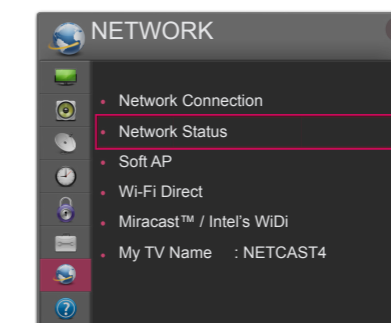 NETWORK
• Network Connection
• Network Status
• Soft AP
• Wi-Fi Direct
• Miracast™ / Intel’s WiDi
• My TV Name : NETCAST4
?